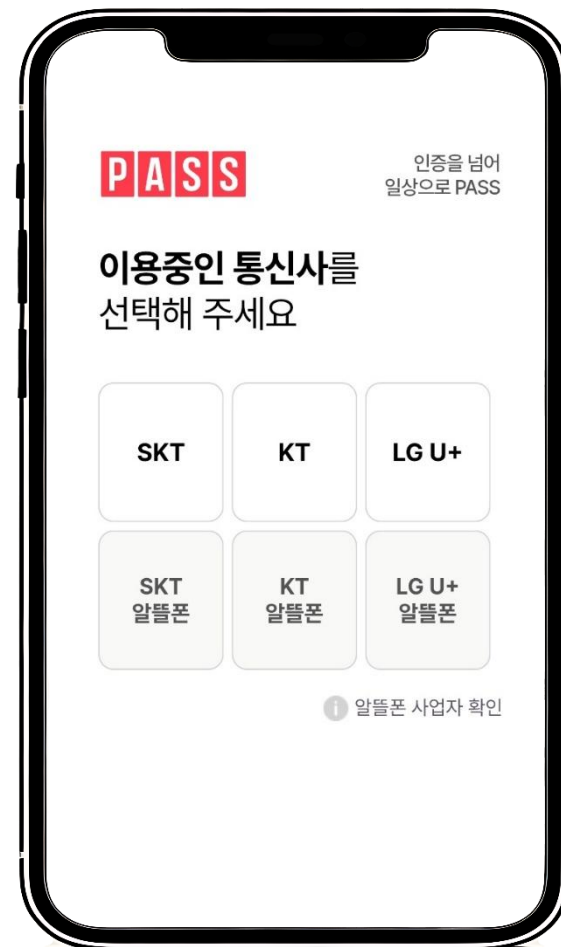 PASS
인증을 넘어
일상으로 PASS
이용중인 통신사를
선택해 주세요
SKT
KT
LG U+
SKT
알뜰폰
KT
알뜰폰
LG U+
알뜰폰
i 알뜰폰 사업자 확인